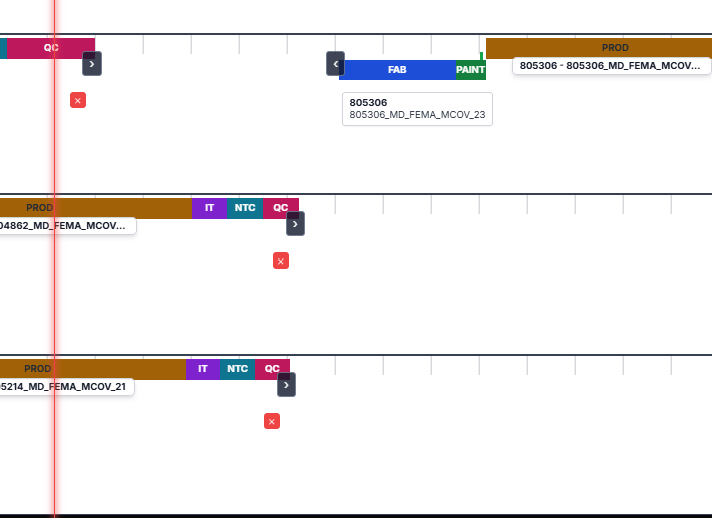 QC
PROD
FAB
PAINT
805306 - 805306_MD_FEMA_MCOV...
805306
805306_MD_FEMA_MCOV_23
PROD
IT
NTC
QC
04862_MD_FEMA_MCOV...
PROD
IT
NTC
QC
5214_MD_FEMA_MCOV_21